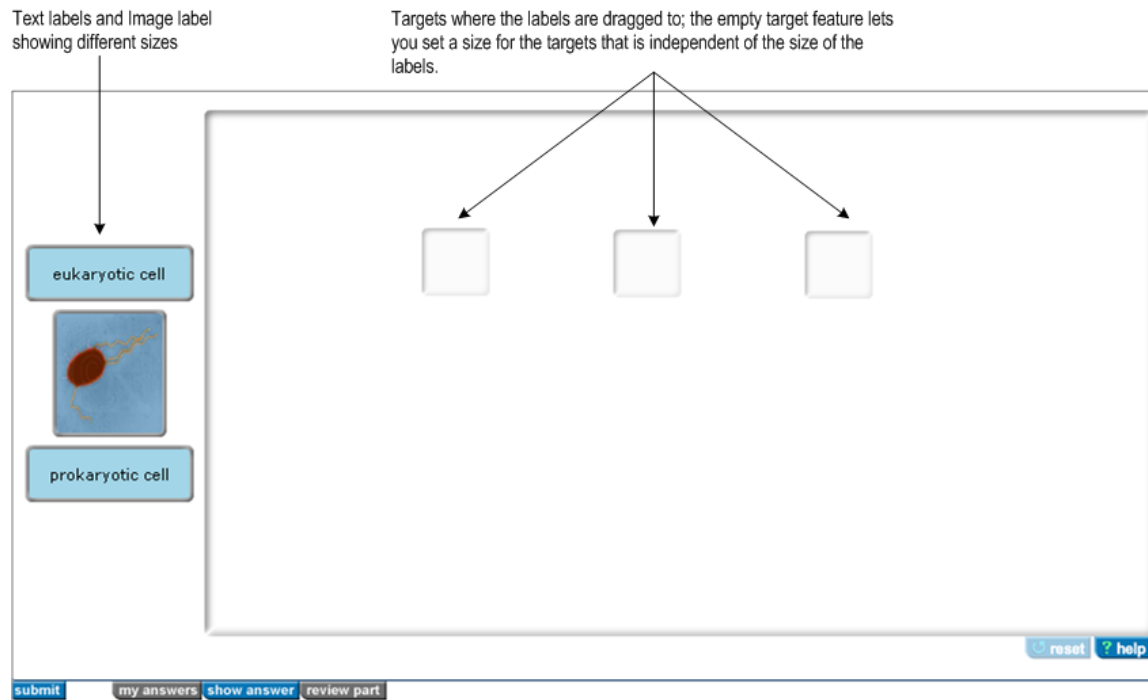 Text labels and Image label
showing different sizes
Targets where the labels are dragged to; the empty target feature lets
you set a size for the targets that is independent of the size of the
labels.
eukaryotic cell
prokaryotic cell
reset
? help
submit
my answers
show answer
review part